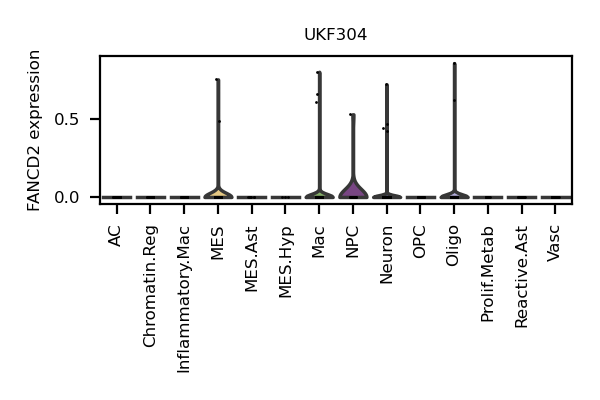 UKF304
FANCD2 expression
0.5
0.0
AC
Chromatin.Reg
Inflammatory.Mac
MES
MES.Ast
MES.Hyp
Mac
NPC
Neuron
OPC
Oligo
Prolif.Metab
Reactive.Ast
Vasc